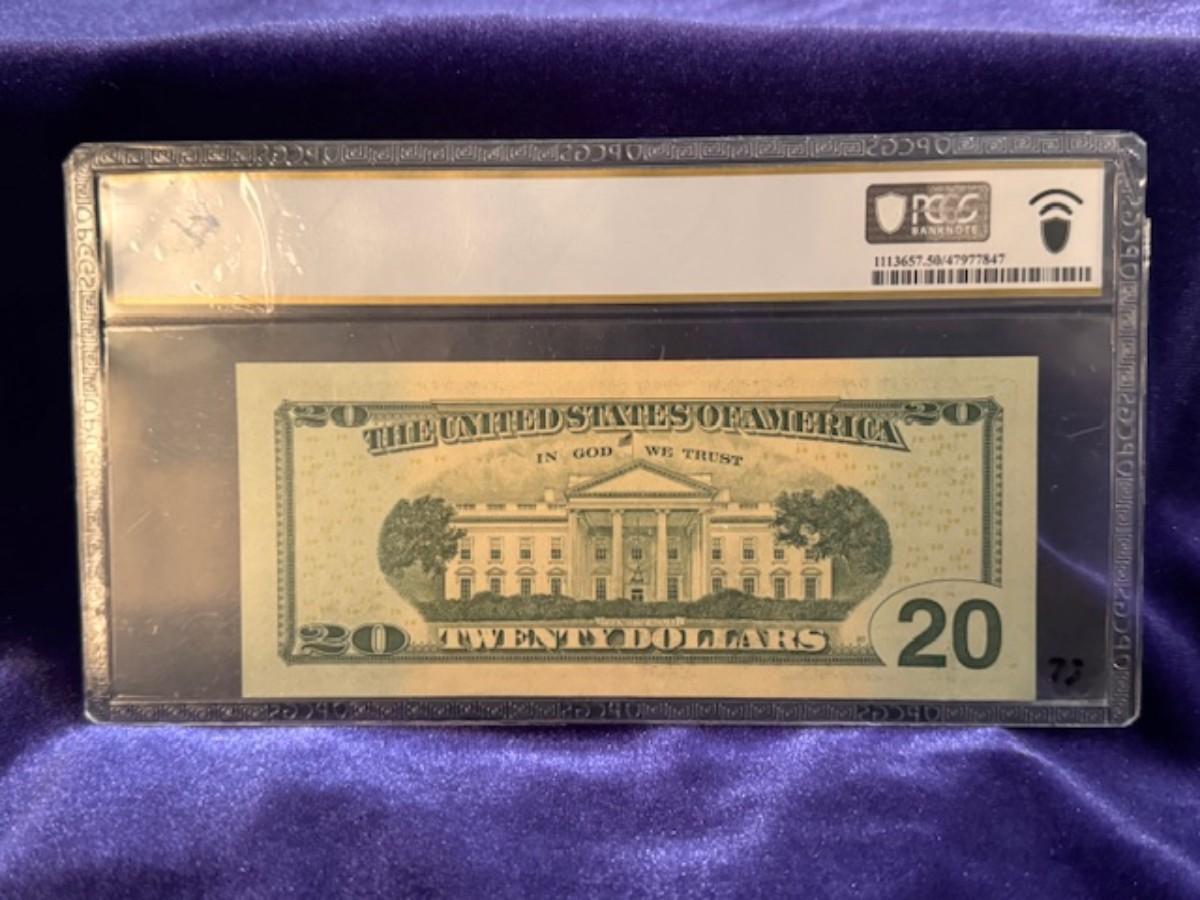 PCGS
BANKNOTE
1113657.50/47977847
20 20
THE UNITED STATES OF AMERICA
IN GOD WE TRUST
20 TWENTY DOLLARS 20